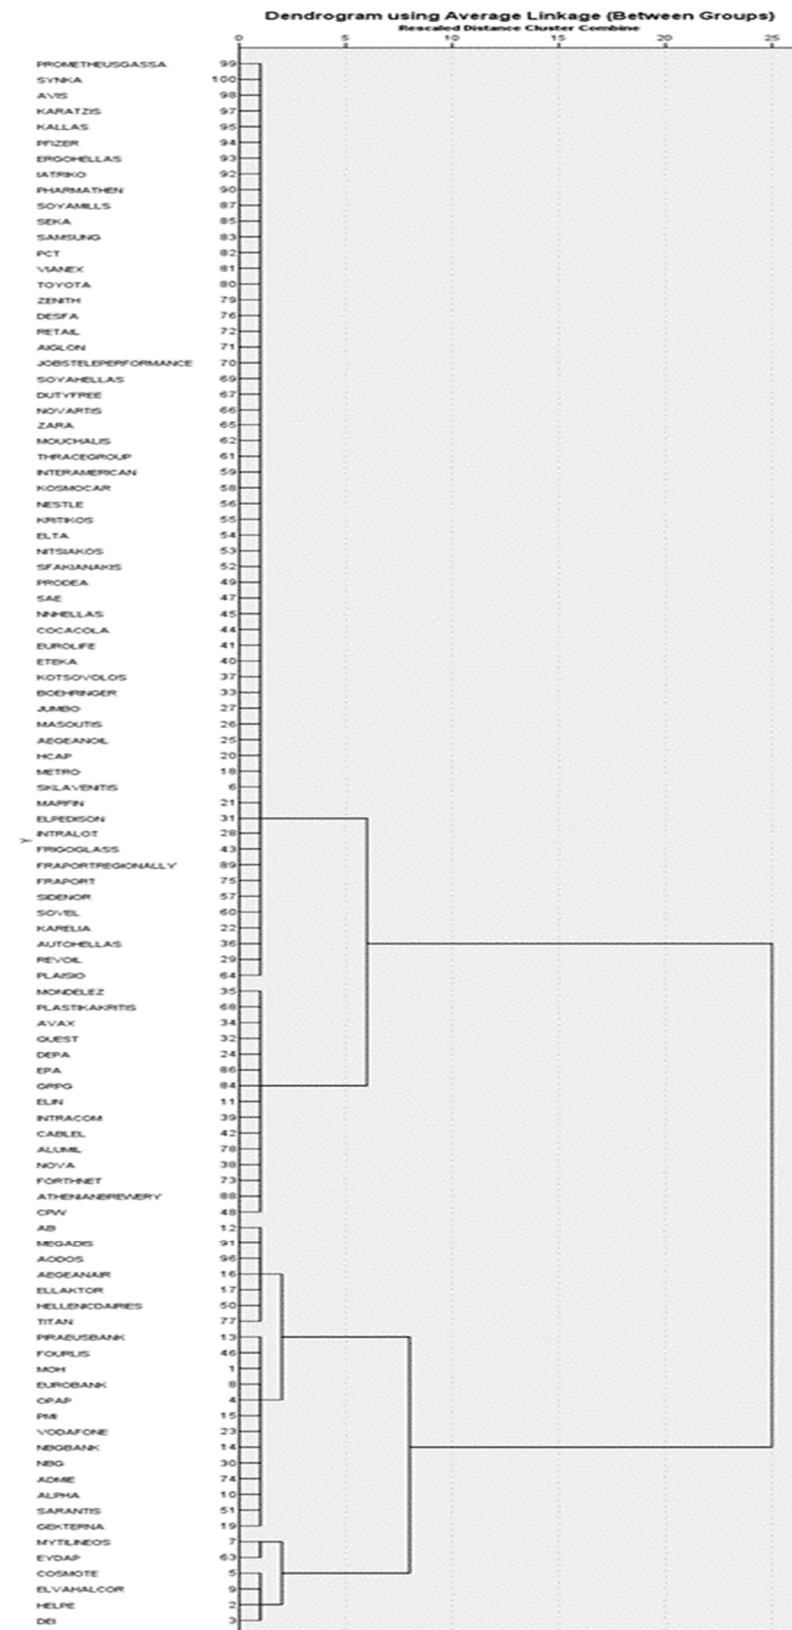 Dendrogram using Average Linkage (Between Groups)
Rescaled Distance Cluster Combine
0 5 10 15 20 25
PROMETHEUSGASSA 99
SYNKA 100
AVIS 98
KARATZIS 97
KALLAS 95
PFIZER 94
ERGOHELLAS 93
IATRIKO 92
PHARMATHEN 90
SOYAMILLS 87
SEKA 85
SAMSUNG 83
PCT 82
VIANEX 81
TOYOTA 80
ZENITH 79
DESFA 76
RETAIL 72
AIGLON 71
JOBSTELEPERFORMANCE 70
SOYAHELLAS 69
DUTYFREE 67
NOVARTIS 66
ZARA 65
MOUCHALIS 62
THRACEGROUP 61
INTERAMERICAN 59
KOSMOCAR 58
NESTLE 56
KRITIKOS 55
ELTA 54
NITSIAKOS 53
SFAKIANAKIS 52
PRODEA 49
SAE 47
NNHELLAS 45
COCACOLA 44
EUROLIFE 41
ETEKA 40
KOTSOVOLOS 37
BOEHRINGER 33
JUMBO 27
MASOUTIS 26
AEGEANOIL 25
HCAP 20
METRO 18
SKLAVENITIS 6
MARFIN 21
ELPEDISON 31
Y
INTRALOT 28
FRIGOGLASS 43
FRAPORTREGIONALLY 89
FRAPORT 75
SIDENOR 57
SOVEL 60
KARELIA 22
AUTOHELLAS 36
REVOIL 29
PLAISIO 64
MONDELEZ 35
PLASTIKAKRITIS 68
AVAX 34
QUEST 32
DEPA 24
EPA 86
GRPG 84
ELIN 11
INTRACOM 39
CABLEL 42
ALUMIL 78
NOVA 38
FORTHNET 73
ATHENIANBREWERY 88
CPW 48
AB 12
MEGADIS 91
AODOS 96
AEGEANAIR 16
ELLAKTOR 17
HELLENICDAIRIES 50
TITAN 77
PIRAEUSBANK 13
FOURLIS 46
MOH 1
EUROBANK 8
OPAP 4
PMI 15
VODAFONE 23
NBGBANK 14
NBG 30
ADMIE 74
ALPHA 10
SARANTIS 51
GEKTERNA 19
MYTILINEOS 7
EYDAP 63
COSMOTE 5
ELVAHALCOR 9
HELPE 2
DEI 3